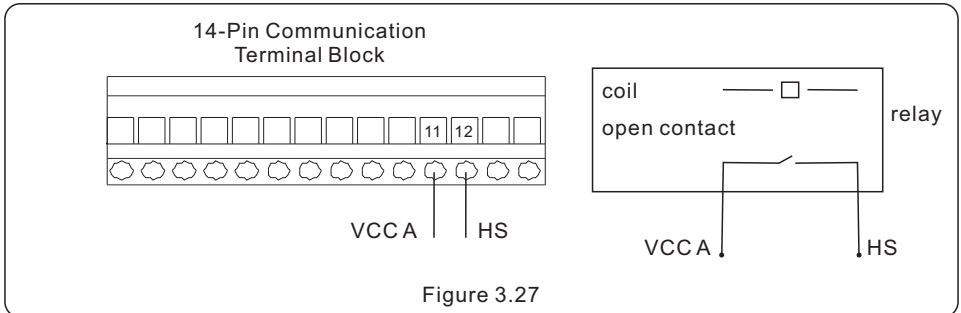 14-Pin Communication
Terminal Block
11 12
VCC A HS
coil
open contact
relay
VCC A HS
Figure 3.27